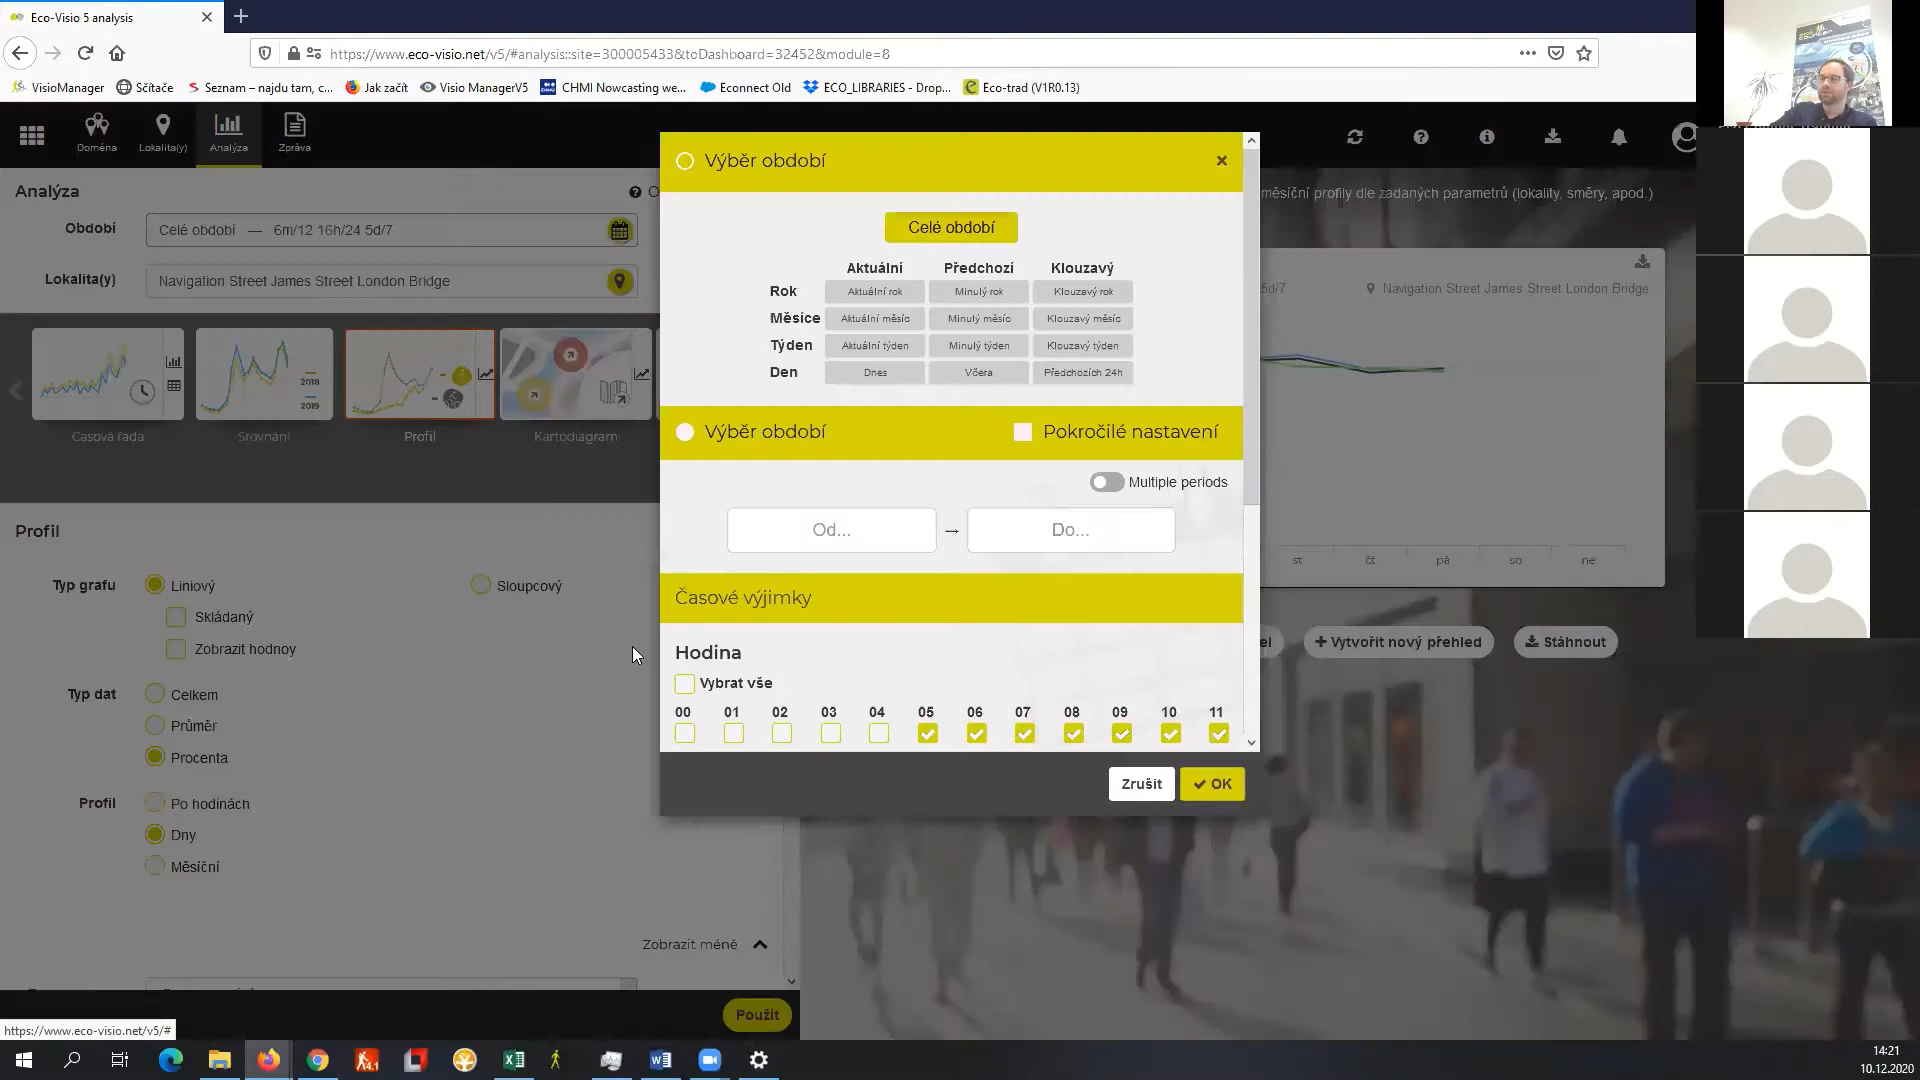 Eco-Visio 5 analysis
https://www.eco-visio.net/v5/#analysis::site=300005433&toDashboard=32452&module=8
VisioManager
Sčítače
Seznam – najdu tam, c...
Jak začít
Visio ManagerV5
CHMI Nowcasting we...
Econnect Old
ECO_LIBRARIES - Drop...
Eco-trad (V1R0.13)
Doména
Lokalita(y)
Analýza
Zpráva
Analýza
Období
Celé období — 6m/12 16h/24 5d/7
Lokalita(y)
Navigation Street James Street London Bridge
2018
2019
Časová řada
Srovnání
Profil
Kartodiagram
Profil
Typ grafu
Liniový
Sloupcový
Skládaný
Zobrazit hodnoy
Typ dat
Celkem
Průměr
Procenta
Profil
Po hodinách
Dny
Měsíční
Zobrazit méně
Použít
https://www.eco-visio.net/v5/#
Výběr období
Celé období
Aktuální Předchozí Klouzavý
Rok Aktuální rok Minulý rok Klouzavý rok
Měsíce Aktuální měsíc Minulý měsíc Klouzavý měsíc
Týden Aktuální týden Minulý týden Klouzavý týden
Den Dnes Včera Předchozích 24h
Výběr období
Pokročilé nastavení
Multiple periods
Od... → Do...
Časové výjimky
Hodina
Vybrat vše
00 01 02 03 04 05 06 07 08 09 10 11
Zrušit
OK
měsíční profily dle zadaných parametrů (lokality, směry, apod.)
5d/7
Navigation Street James Street London Bridge
st čt pá so ne
el
+ Vytvořit nový přehled
Stáhnout
14:21
10.12.2020